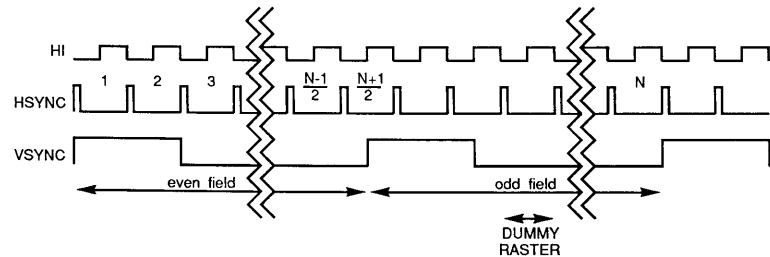 HI
1 2 3 N-1/2 N+1/2 N
HSYNC
VSYNC
even field odd field
DUMMY
RASTER